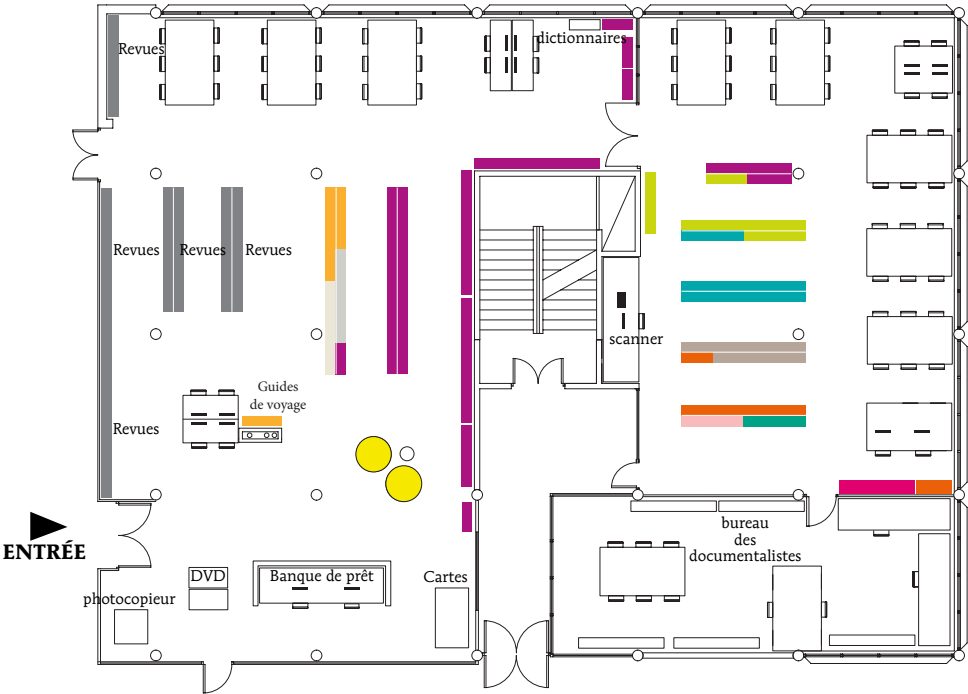 Revues
dictionnaires
Revues
Revues
Revues
scanner
Guides
de voyage
Revues
ENTRÉE
bureau
des
documentalistes
DVD
Banque de prêt
Cartes
photocopieur